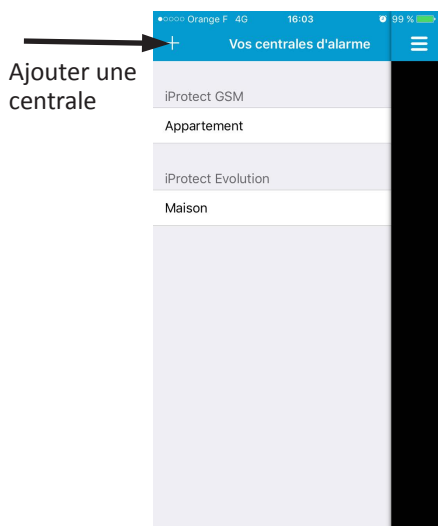 ●○○○○ Orange F 4G 16:03 99 %
+ Vos centrales d'alarme
Ajouter une
centrale
iProtect GSM
Appartement
iProtect Evolution
Maison